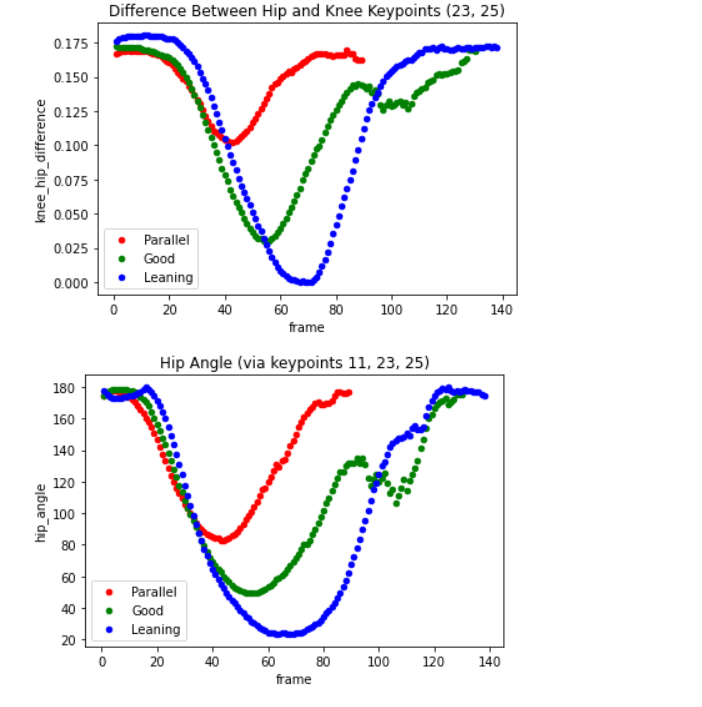 Difference Between Hip and Knee Keypoints (23, 25)
0.175
0.150
0.125
0.100
0.075
0.050
0.025
0.000
knee_hip_difference
Parallel
Good
Leaning
0 20 40 60 80 100 120 140
frame
Hip Angle (via keypoints 11, 23, 25)
180
160
140
120
100
80
60
40
20
hip_angle
Parallel
Good
Leaning
0 20 40 60 80 100 120 140
frame